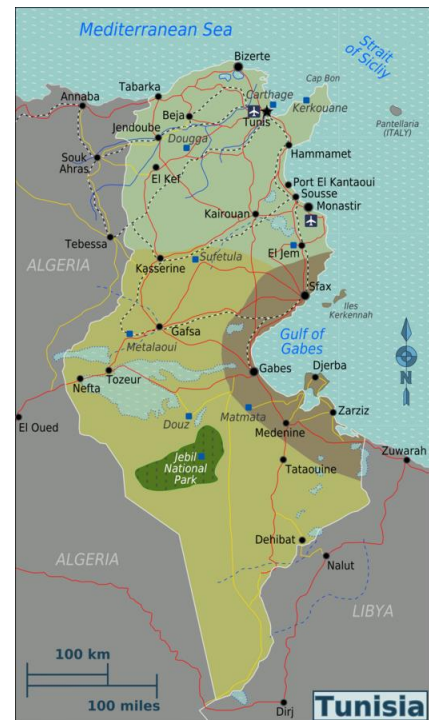 Mediterranean Sea
Strait
of Sicliy
Bizerte
Cap Bon
Annaba
Tabarka
Carthage
Kerkouane
Beja
Tunis
Pantellaria
(ITALY)
Jendoube
Dougga
Hammamet
Souk
Ahras
El Kef
Port El Kantaoui
Sousse
Kairouan
Monastir
Tebessa
El Jem
ALGERIA
Kasserine
Sufetula
Sfax
Iles
Kerkennah
Gafsa
Gulf of
Gabes
Metalaoui
Djerba
Tozeur
Gabes
N
Nefta
El Oued
Douz
Matmata
Zarziz
Medenine
Zuwarah
Jebil
National
Park
Tataouine
Dehibat
ALGERIA
Nalut
LIBYA
100 km
100 miles
Dirj
Tunisia